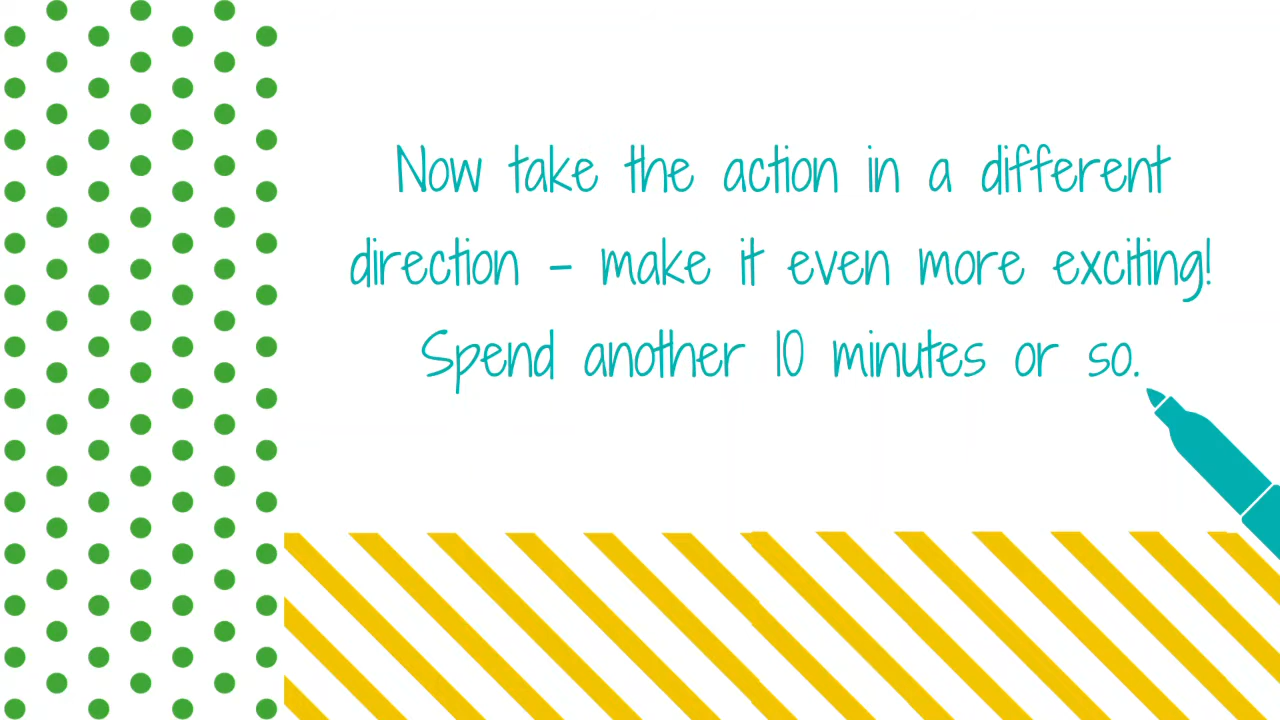 Now take the action in a different
direction - make it even more exciting!
Spend another 10 minutes or so.